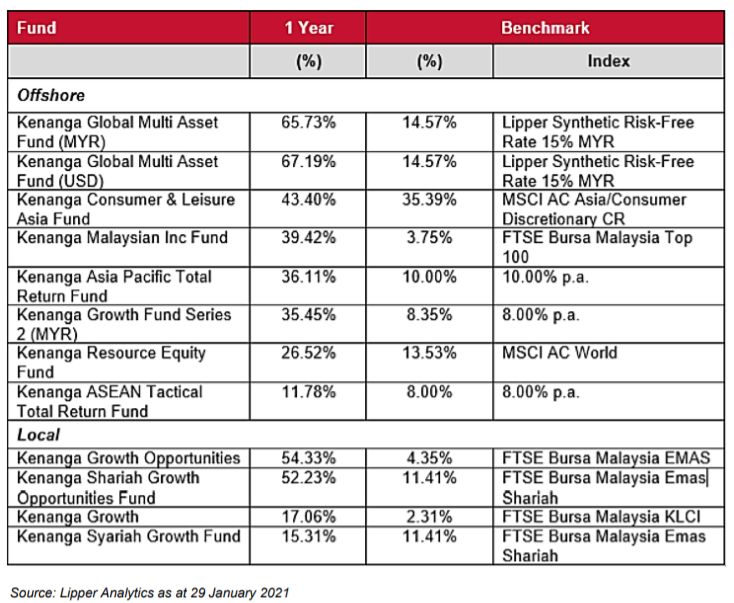 Fund 1 Year Benchmark
(%) (%) Index
Offshore
Kenanga Global Multi Asset 65.73% 14.57% Lipper Synthetic Risk-Free
Fund (MYR) Rate 15% MYR
Kenanga Global Multi Asset 67.19% 14.57% Lipper Synthetic Risk-Free
Fund (USD) Rate 15% MYR
Kenanga Consumer & Leisure 43.40% 35.39% MSCI AC Asia/Consumer
Asia Fund Discretionary CR
Kenanga Malaysian Inc Fund 39.42% 3.75% FTSE Bursa Malaysia Top
100
Kenanga Asia Pacific Total 36.11% 10.00% 10.00% p.a.
Return Fund
Kenanga Growth Fund Series 35.45% 8.35% 8.00% p.a.
2 (MYR)
Kenanga Resource Equity 26.52% 13.53% MSCI AC World
Fund
Kenanga ASEAN Tactical 11.78% 8.00% 8.00% p.a.
Total Return Fund
Local
Kenanga Growth Opportunities 54.33% 4.35% FTSE Bursa Malaysia EMAS
Kenanga Shariah Growth 52.23% 11.41% FTSE Bursa Malaysia Emas
Opportunities Fund Shariah
Kenanga Growth 17.06% 2.31% FTSE Bursa Malaysia KLCI
Kenanga Syariah Growth Fund 15.31% 11.41% FTSE Bursa Malaysia Emas
Shariah
Source: Lipper Analytics as at 29 January 2021